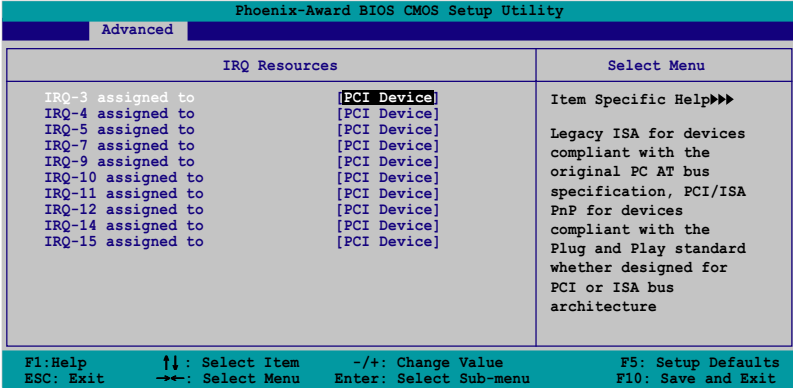 Phoenix-Award BIOS CMOS Setup Utility
Advanced
IRQ Resources
Select Menu
IRQ-3 assigned to [PCI Device]
IRQ-4 assigned to [PCI Device]
IRQ-5 assigned to [PCI Device]
IRQ-7 assigned to [PCI Device]
IRQ-9 assigned to [PCI Device]
IRQ-10 assigned to [PCI Device]
IRQ-11 assigned to [PCI Device]
IRQ-12 assigned to [PCI Device]
IRQ-14 assigned to [PCI Device]
IRQ-15 assigned to [PCI Device]
Item Specific Help
Legacy ISA for devices
compliant with the
original PC AT bus
specification, PCI/ISA
PnP for devices
compliant with the
Plug and Play standard
whether designed for
PCI or ISA bus
architecture
F1:Help ↑↓: Select Item -/+: Change Value F5: Setup Defaults
ESC: Exit →←: Select Menu Enter: Select Sub-menu F10: Save and Exit